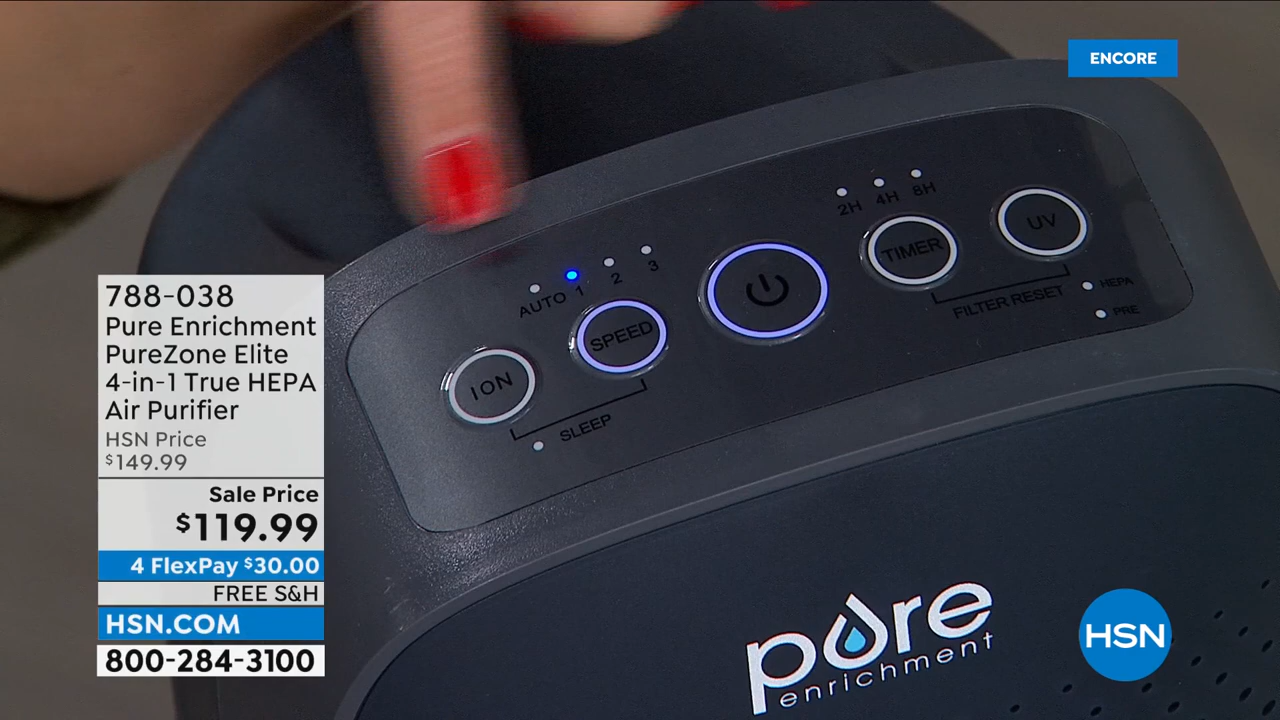 ENCORE
788-038
Pure Enrichment
PureZone Elite
4-in-1 True HEPA
Air Purifier
HSN Price
$149.99
Sale Price
$119.99
4 FlexPay $30.00
FREE S&H
HSN.COM
800-284-3100
AUTO 1 2 3
2H 4H 8H
ION
SPEED
TIMER
UV
SLEEP
FILTER RESET
HEPA
PRE
pure
enrichment
HSN